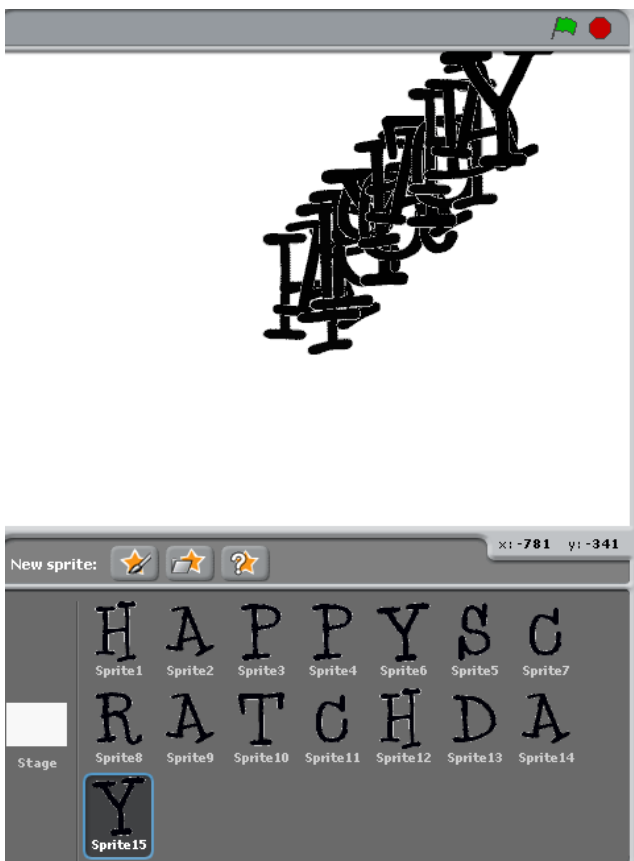 x: -781 y: -341
New sprite:
H A P P Y S C
Sprite1 Sprite2 Sprite3 Sprite4 Sprite6 Sprite5 Sprite7
R A T C H D A
Sprite8 Sprite9 Sprite10 Sprite11 Sprite12 Sprite13 Sprite14
Stage
Y
Sprite15